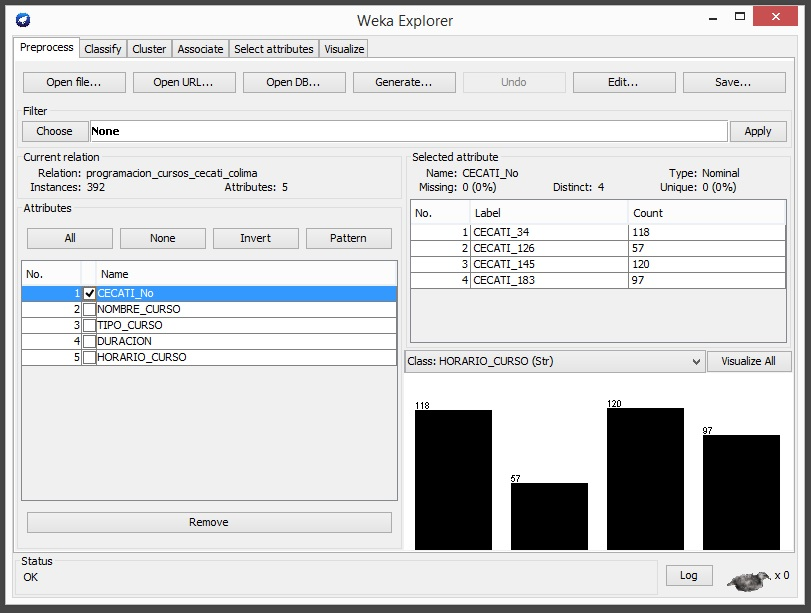 Weka Explorer
Preprocess Classify Cluster Associate Select attributes Visualize
Open file... Open URL... Open DB... Generate... Undo Edit... Save...
Filter
Choose None Apply
Current relation
Relation: programacion_cursos_cecati_colima
Instances: 392 Attributes: 5
Attributes
All None Invert Pattern
No. Name
1 CECATI_No
2 NOMBRE_CURSO
3 TIPO_CURSO
4 DURACION
5 HORARIO_CURSO
Remove
Selected attribute
Name: CECATI_No Type: Nominal
Missing: 0 (0%) Distinct: 4 Unique: 0 (0%)
No. Label Count
1 CECATI_34 118
2 CECATI_126 57
3 CECATI_145 120
4 CECATI_183 97
Class: HORARIO_CURSO (Str) Visualize All
118 57 120 97
Status
OK
Log x 0